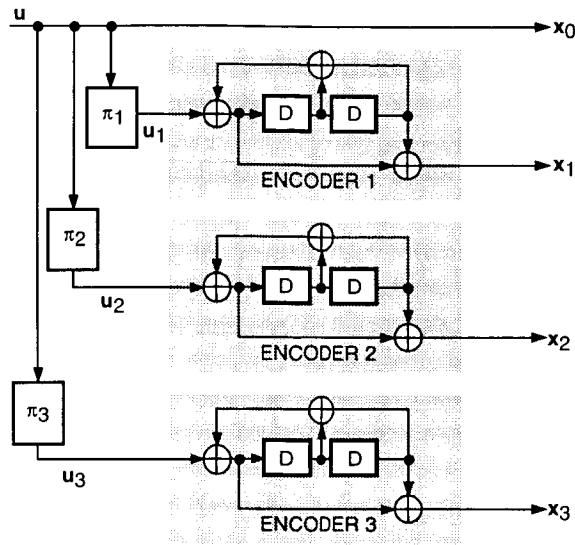 u
x0
π1
u1
D
D
ENCODER 1
x1
π2
u2
D
D
ENCODER 2
x2
π3
u3
D
D
ENCODER 3
x3